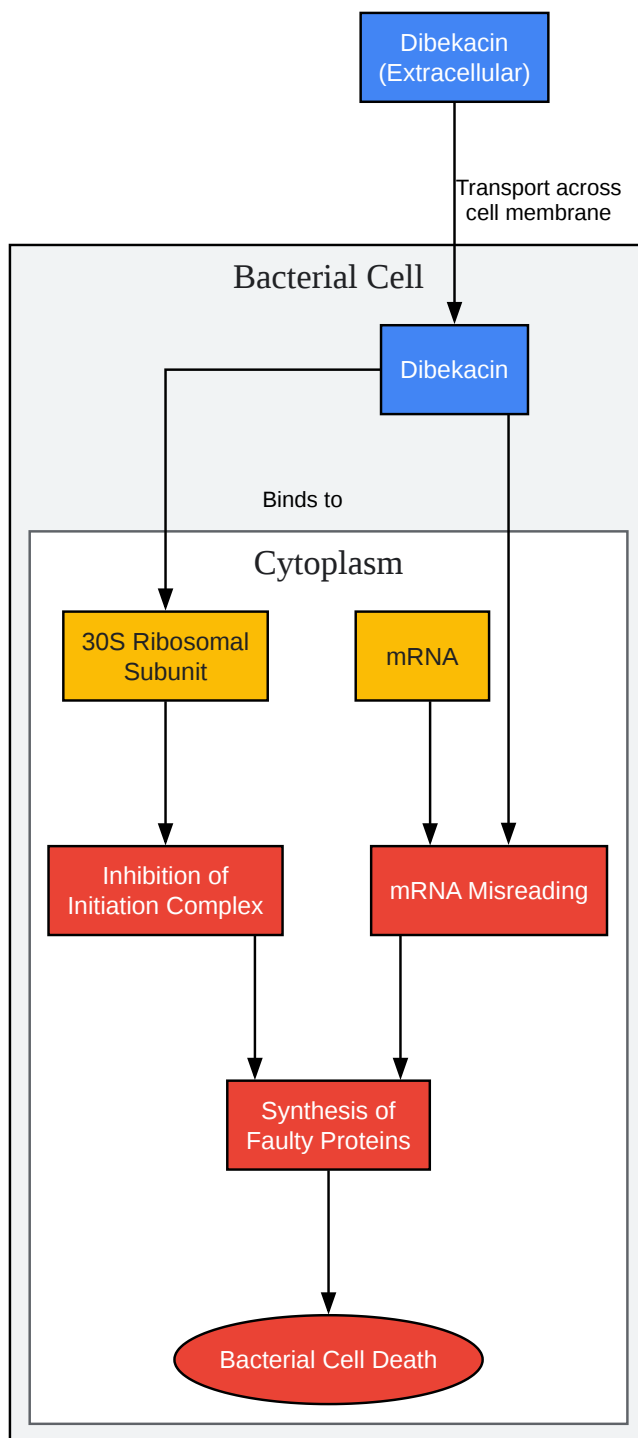 Dibekacin
(Extracellular)
Transport across
cell membrane
Bacterial Cell
Dibekacin
Binds to
Cytoplasm
30S Ribosomal
Subunit
mRNA
Inhibition of
Initiation Complex
mRNA Misreading
Synthesis of
Faulty Proteins
Bacterial Cell Death